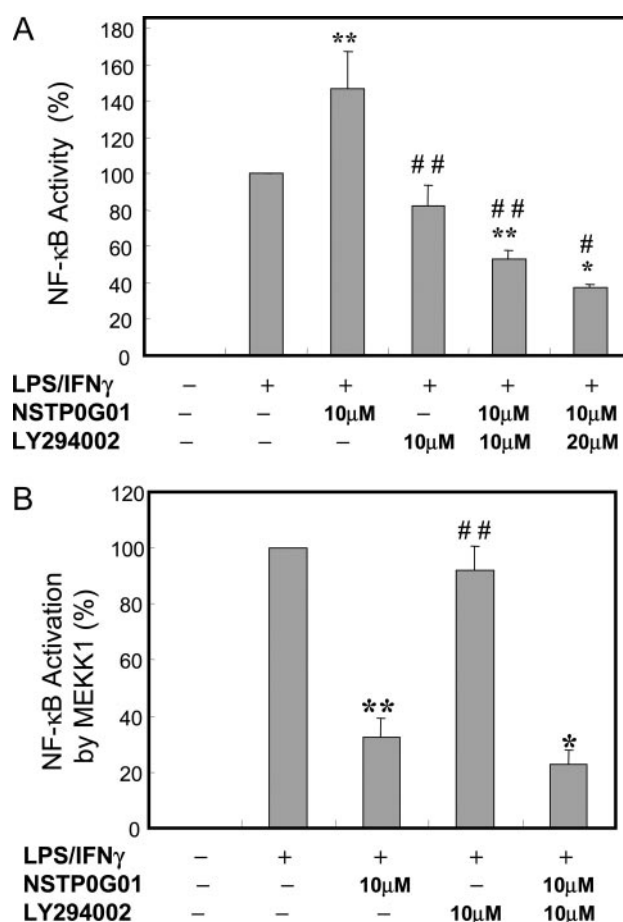 A
NF-κB Activity (%)
180
160
140
120
100
80
60
40
20
0
**
# #
# #
**
#
*
LPS/IFNγ – + + + + +
NSTP0G01 – – 10μM – 10μM 10μM
LY294002 – – – 10μM 10μM 20μM
B
NF-κB Activation
by MEKK1 (%)
120
100
80
60
40
20
0
**
# #
*
LPS/IFNγ – + + + +
NSTP0G01 – – 10μM – 10μM
LY294002 – – – 10μM 10μM